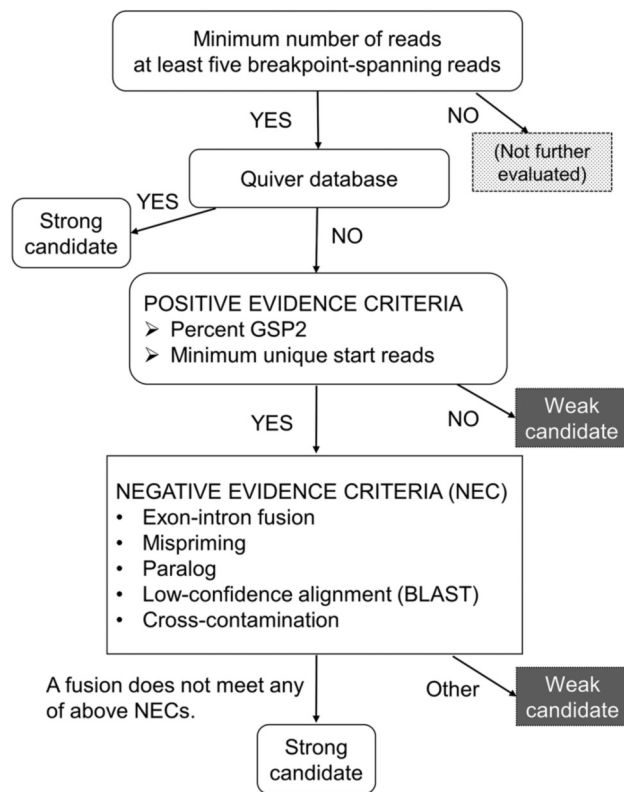 Minimum number of reads
at least five breakpoint-spanning reads
YES
NO
(Not further
evaluated)
Quiver database
YES
Strong
candidate
NO
POSITIVE EVIDENCE CRITERIA
➢ Percent GSP2
➢ Minimum unique start reads
YES
NO
Weak
candidate
NEGATIVE EVIDENCE CRITERIA (NEC)
• Exon-intron fusion
• Mispriming
• Paralog
• Low-confidence alignment (BLAST)
• Cross-contamination
A fusion does not meet any
of above NECs.
Other
Weak
candidate
Strong
candidate